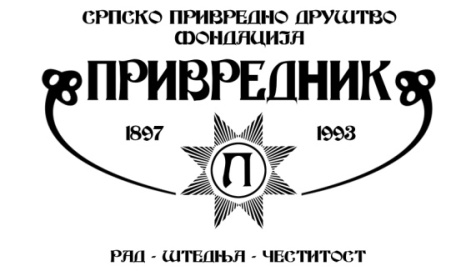 СРПСКО ПРИВРЕДНО ДРУШТВО
ФОНДАЦИЈА
ПРИВРЕДНИК
1897 1993
П
РАД - ШТЕДЊА - ЧЕСТИТОСТ